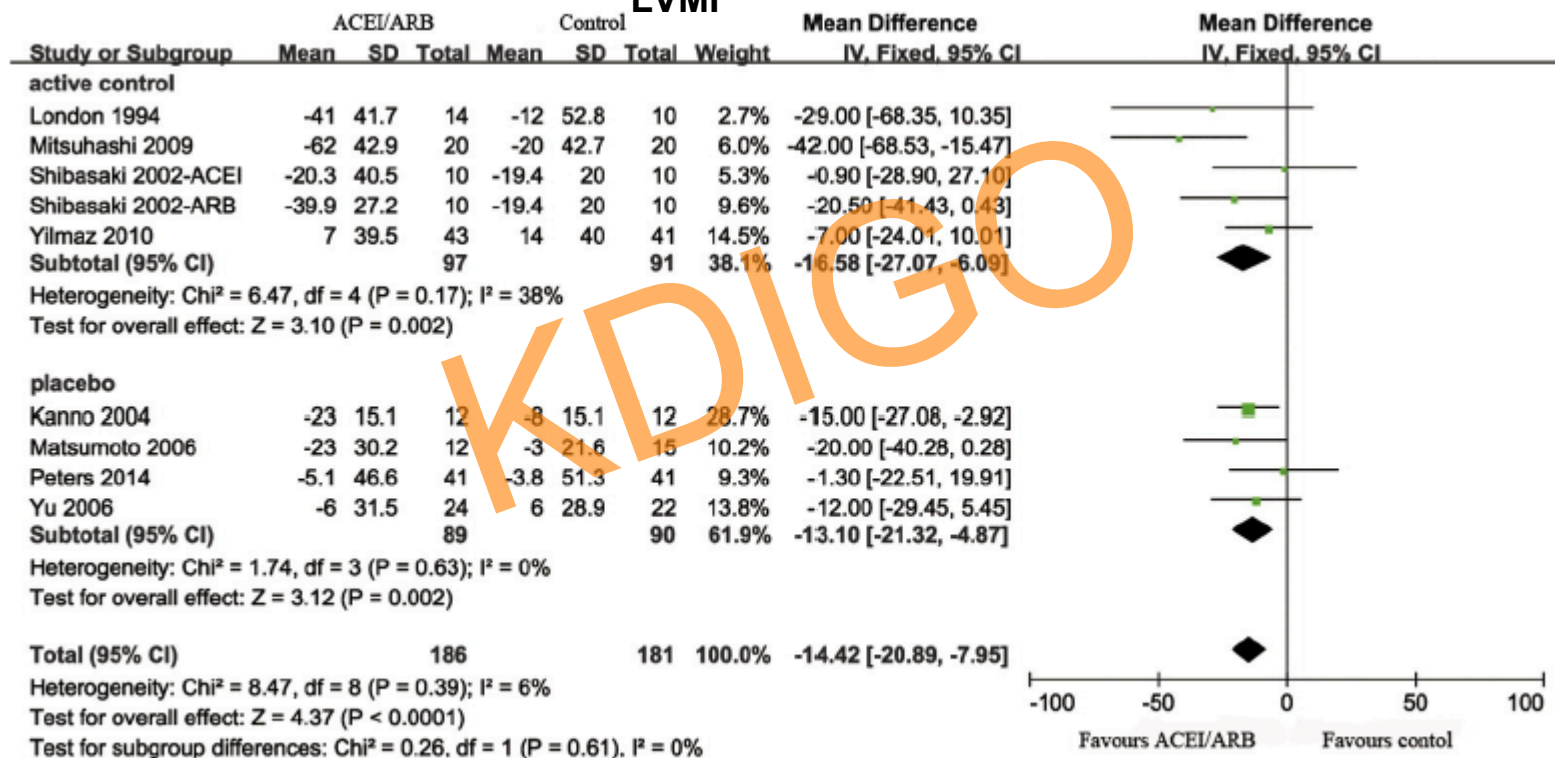 LVMI
ACEI/ARB Control Mean Difference Mean Difference
Study or Subgroup Mean SD Total Mean SD Total Weight IV, Fixed, 95% CI IV, Fixed, 95% CI
active control
London 1994 -41 41.7 14 -12 52.8 10 2.7% -29.00 [-68.35, 10.35]
Mitsuhashi 2009 -62 42.9 20 -20 42.7 20 6.0% -42.00 [-68.53, -15.47]
Shibasaki 2002-ACEI -20.3 40.5 10 -19.4 20 10 5.3% -0.90 [-28.90, 27.10]
Shibasaki 2002-ARB -39.9 27.2 10 -19.4 20 10 9.6% -20.50 [-41.43, 0.43]
Yilmaz 2010 7 39.5 43 14 40 41 14.5% -7.00 [-24.01, 10.01]
Subtotal (95% CI) 97 91 38.1% -16.58 [-27.07, -6.09]
Heterogeneity: Chi² = 6.47, df = 4 (P = 0.17); I² = 38%
Test for overall effect: Z = 3.10 (P = 0.002)
KDIGO
placebo
Kanno 2004 -23 15.1 12 -8 15.1 12 28.7% -15.00 [-27.08, -2.92]
Matsumoto 2006 -23 30.2 12 -3 21.6 15 10.2% -20.00 [-40.28, 0.28]
Peters 2014 -5.1 46.6 41 -3.8 51.3 41 9.3% -1.30 [-22.51, 19.91]
Yu 2006 -6 31.5 24 6 28.9 22 13.8% -12.00 [-29.45, 5.45]
Subtotal (95% CI) 89 90 61.9% -13.10 [-21.32, -4.87]
Heterogeneity: Chi² = 1.74, df = 3 (P = 0.63); I² = 0%
Test for overall effect: Z = 3.12 (P = 0.002)
Total (95% CI) 186 181 100.0% -14.42 [-20.89, -7.95]
Heterogeneity: Chi² = 8.47, df = 8 (P = 0.39); I² = 6%
Test for overall effect: Z = 4.37 (P < 0.0001)
Test for subgroup differences: Chi² = 0.26, df = 1 (P = 0.61), I² = 0%
-100 -50 0 50 100
Favours ACEI/ARB Favours contol